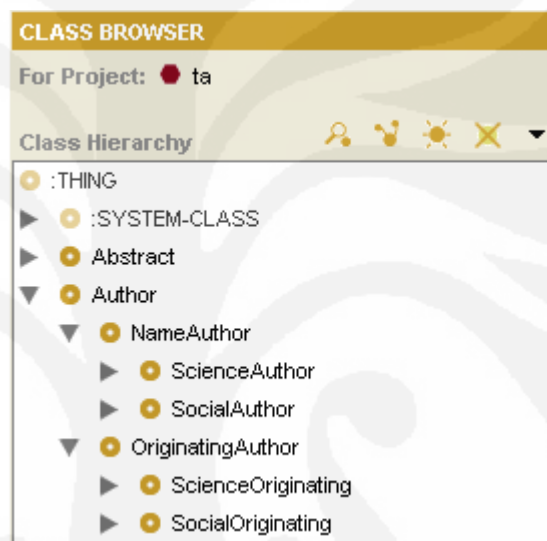 CLASS BROWSER
For Project: ta
Class Hierarchy
:THING
:SYSTEM-CLASS
Abstract
Author
NameAuthor
ScienceAuthor
SocialAuthor
OriginatingAuthor
ScienceOriginating
SocialOriginating